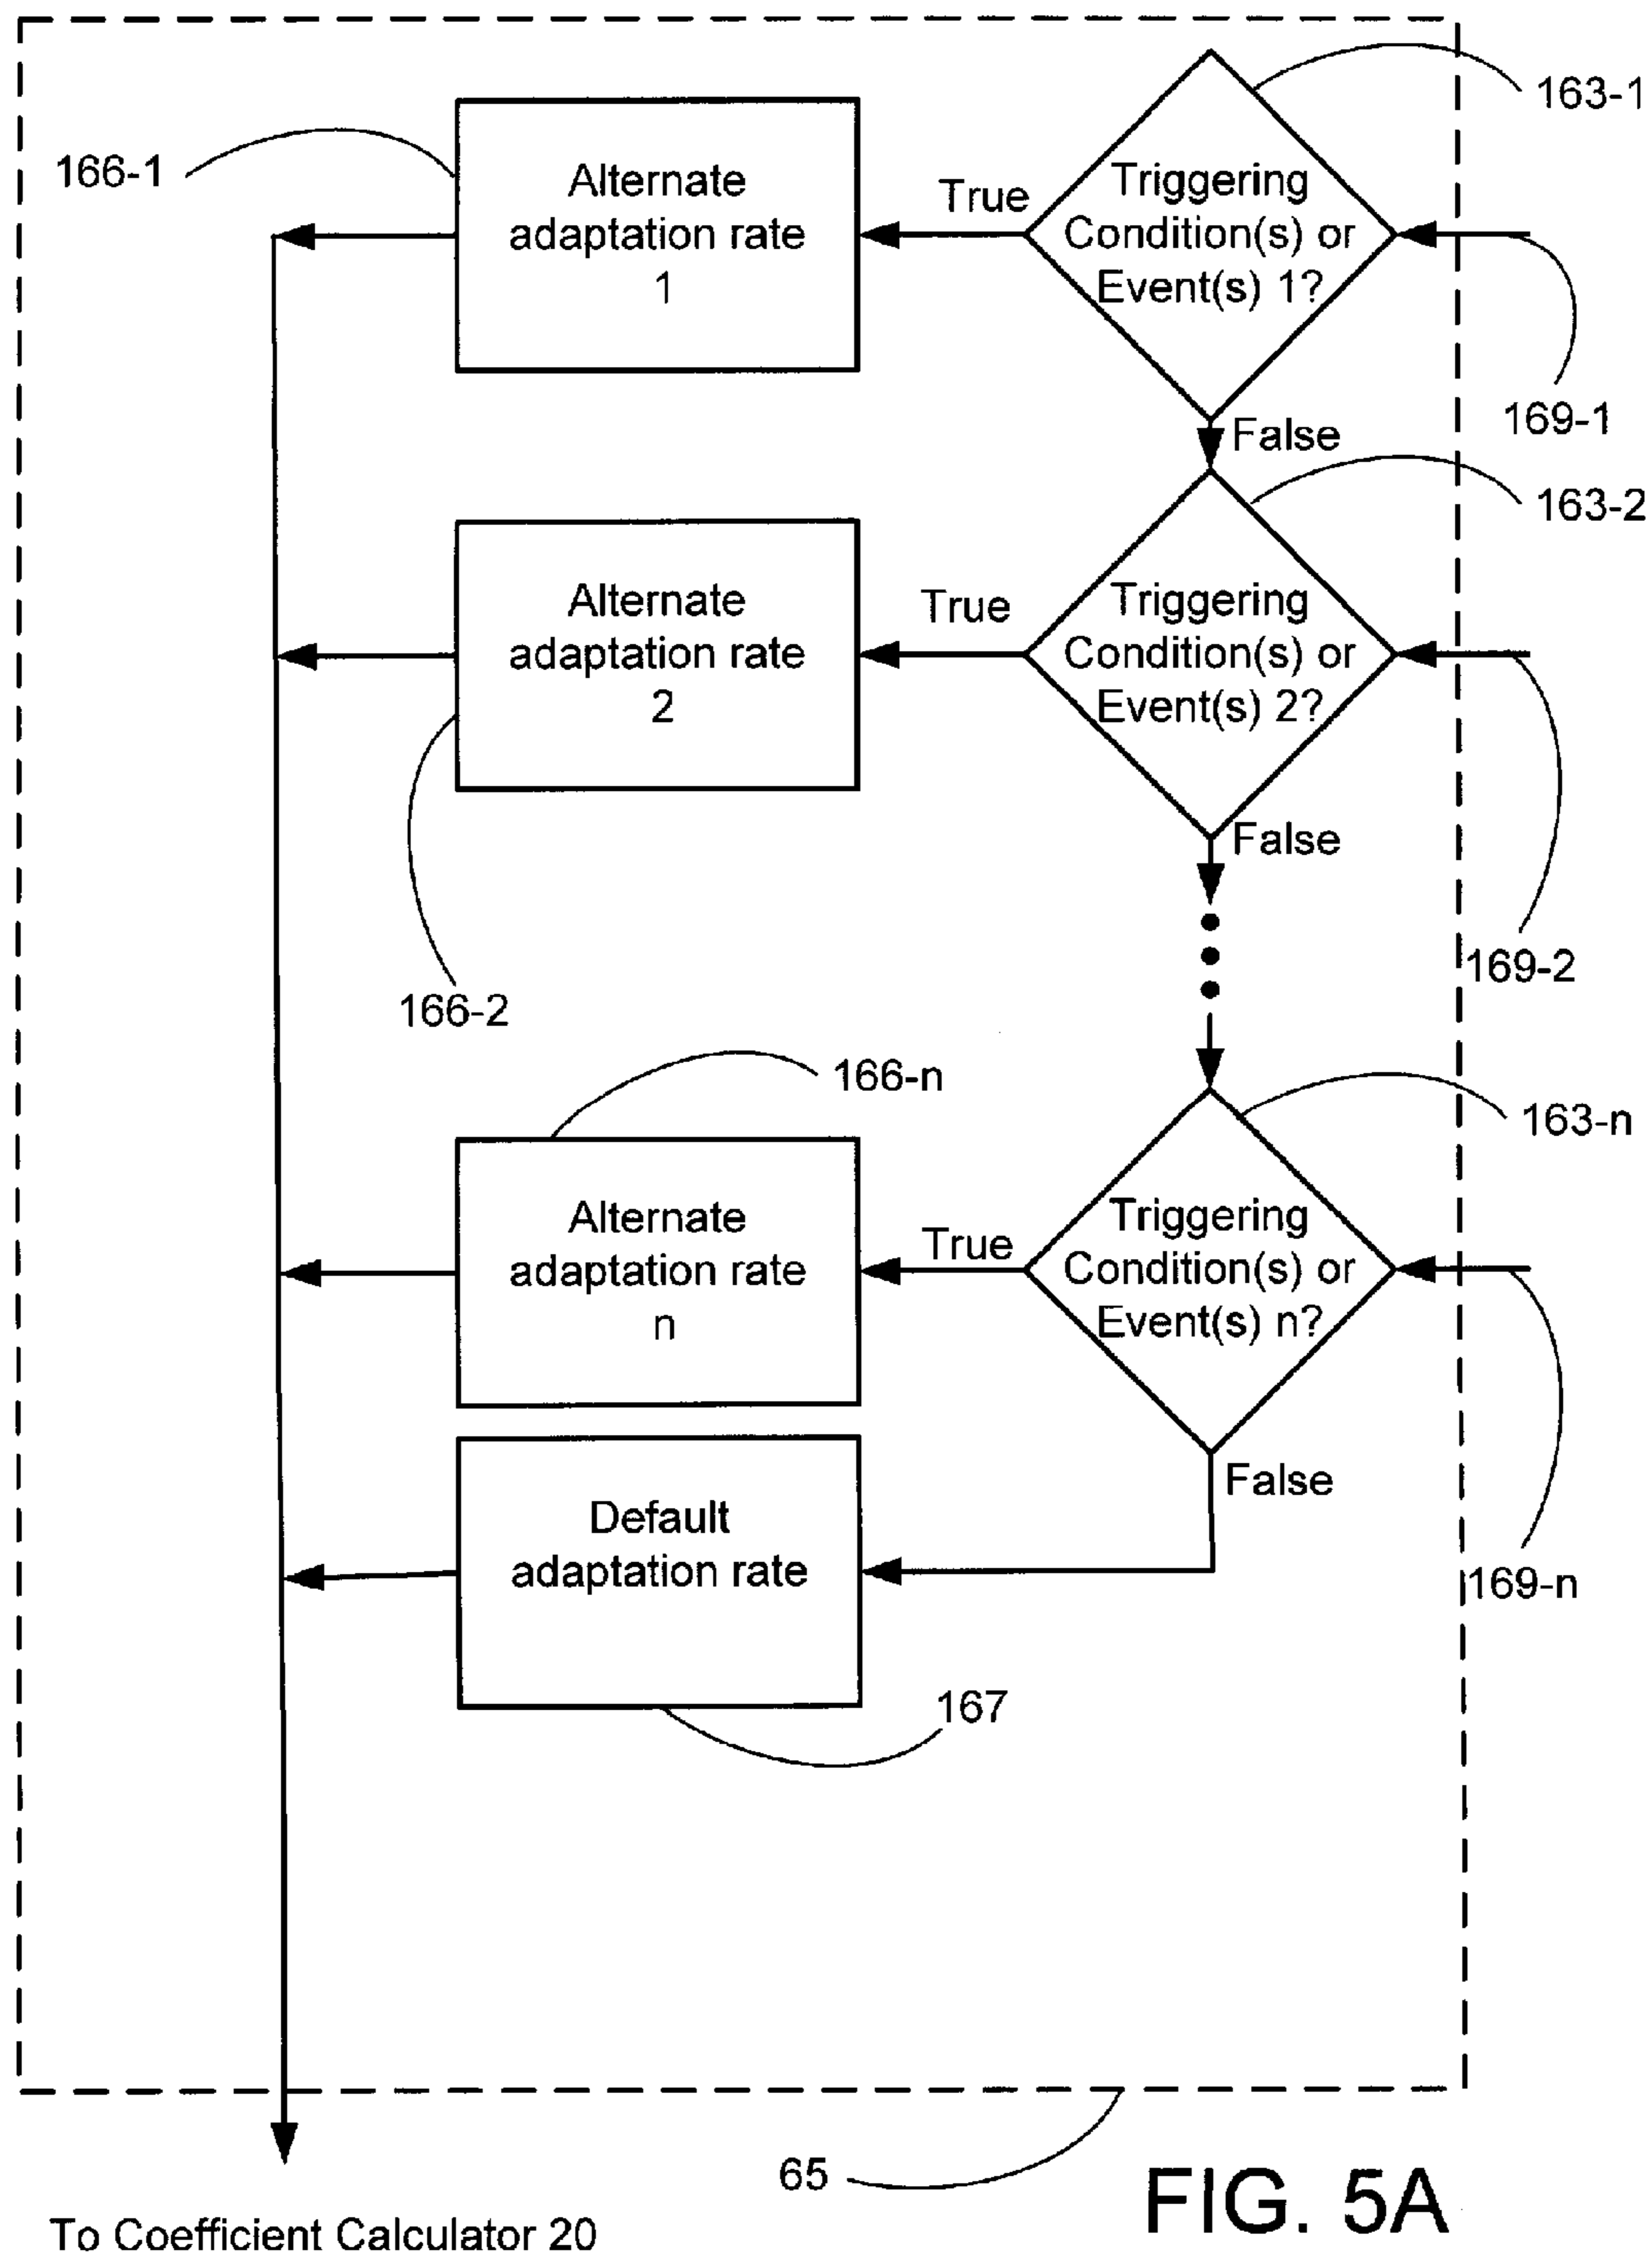 163-1
166-1
Alternate
adaptation rate
1
True
Triggering
Condition(s) or
Event(s) 1?
169-1
False
163-2
Alternate
adaptation rate
2
True
Triggering
Condition(s) or
Event(s) 2?
False
169-2
166-2
166-n
163-n
Alternate
adaptation rate
n
True
Triggering
Condition(s) or
Event(s) n?
False
Default
adaptation rate
169-n
167
65
FIG. 5A
To Coefficient Calculator 20